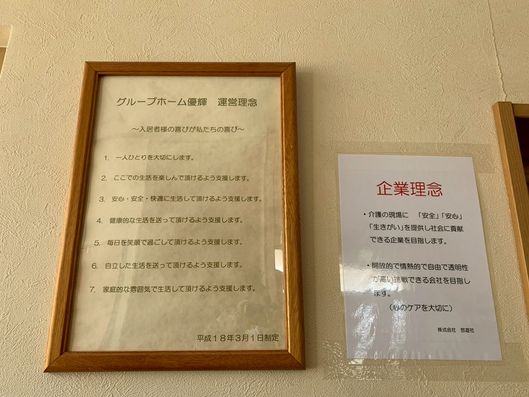 グループホーム優輝　運営理念
～入居者様の喜びが私たちの喜び～
1. 一人ひとりを大切にします。
2. ここでの生活を楽しんで頂けるよう支援します。
3. 安心・安全・快適に生活して頂けるよう支援します。
4. 健康的な生活を送って頂けるよう支援します。
5. 毎日を笑顔で過ごして頂けるよう支援します。
6. 自立した生活を送って頂けるよう支援します。
7. 家庭的な雰囲気で生活して頂けるよう支援します。
平成18年3月1日制定
企業理念
・介護の現場に　「安全」「安心」
「生きがい」を提供し社会に貢献
できる企業を目指します。
・開放的で情熱的で自由で透明性
が高い挑戦できる会社を目指し
ます。
（心のケアを大切に）
株式会社